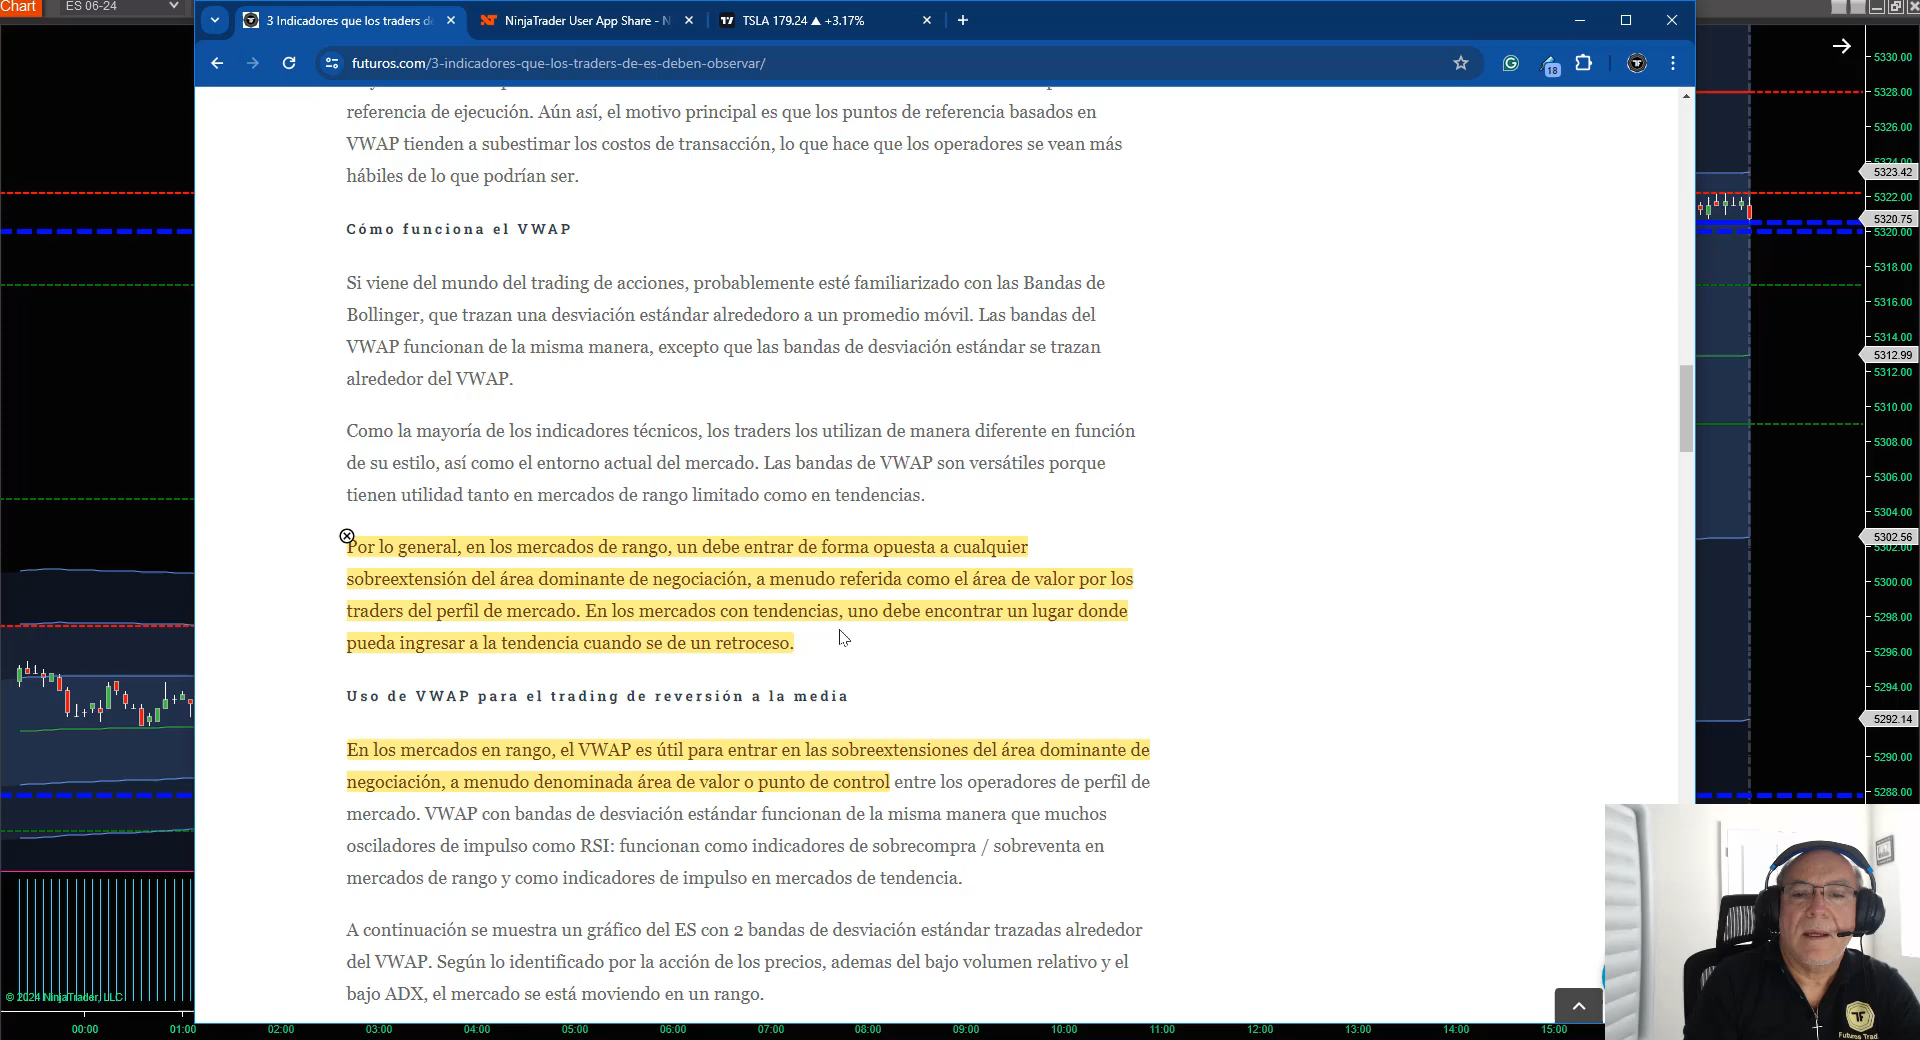 Chart
ES 06-24
3 Indicadores que los traders de
NinjaTrader User App Share - N
TSLA 179.24 ▲ +3.17%
futuros.com/3-indicadores-que-los-traders-de-es-deben-observar/
18
referencia de ejecución. Aún así, el motivo principal es que los puntos de referencia basados en
VWAP tienden a subestimar los costos de transacción, lo que hace que los operadores se vean más
hábiles de lo que podrían ser.
Cómo funciona el VWAP
Si viene del mundo del trading de acciones, probablemente esté familiarizado con las Bandas de
Bollinger, que trazan una desviación estándar alrededoro a un promedio móvil. Las bandas del
VWAP funcionan de la misma manera, excepto que las bandas de desviación estándar se trazan
alrededor del VWAP.
Como la mayoría de los indicadores técnicos, los traders los utilizan de manera diferente en función
de su estilo, así como el entorno actual del mercado. Las bandas de VWAP son versátiles porque
tienen utilidad tanto en mercados de rango limitado como en tendencias.
Por lo general, en los mercados de rango, un debe entrar de forma opuesta a cualquier
sobreextensión del área dominante de negociación, a menudo referida como el área de valor por los
traders del perfil de mercado. En los mercados con tendencias, uno debe encontrar un lugar donde
pueda ingresar a la tendencia cuando se de un retroceso.
Uso de VWAP para el trading de reversión a la media
En los mercados en rango, el VWAP es útil para entrar en las sobreextensiones del área dominante de
negociación, a menudo denominada área de valor o punto de control entre los operadores de perfil de
mercado. VWAP con bandas de desviación estándar funcionan de la misma manera que muchos
osciladores de impulso como RSI: funcionan como indicadores de sobrecompra / sobreventa en
mercados de rango y como indicadores de impulso en mercados de tendencia.
A continuación se muestra un gráfico del ES con 2 bandas de desviación estándar trazadas alrededor
del VWAP. Según lo identificado por la acción de los precios, ademas del bajo volumen relativo y el
bajo ADX, el mercado se está moviendo en un rango.
5330.00
5328.00
5326.00
5324.00
5323.42
5322.00
5320.75
5320.00
5318.00
5316.00
5314.00
5312.99
5312.00
5310.00
5308.00
5306.00
5304.00
5302.56
5302.00
5300.00
5298.00
5296.00
5294.00
5292.14
5290.00
5288.00
© 2024 NinjaTrader, LLC
00:00 01:00 02:00 03:00 04:00 05:00 06:00 07:00 08:00 09:00 10:00 11:00 12:00 13:00 14:00 15:00
TF
Futures Trad